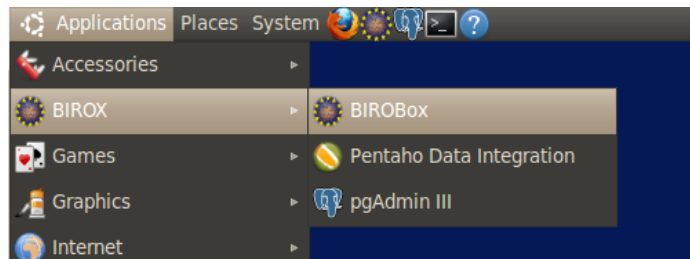 Applications Places System
Accessories
BIROX
BIROBox
Games
Pentaho Data Integration
Graphics
pgAdmin III
Internet